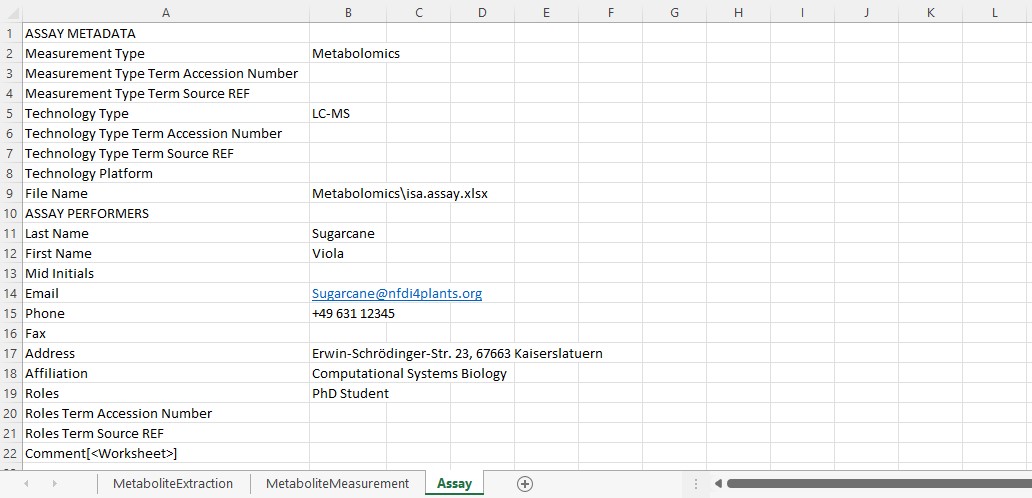 A B C D E F G H I J K L
1 ASSAY METADATA
2 Measurement Type Metabolomics
3 Measurement Type Term Accession Number
4 Measurement Type Term Source REF
5 Technology Type LC-MS
6 Technology Type Term Accession Number
7 Technology Type Term Source REF
8 Technology Platform
9 File Name Metabolomics\isa.assay.xlsx
10 ASSAY PERFORMERS
11 Last Name Sugarcane
12 First Name Viola
13 Mid Initials
14 Email Sugarcane@nfdi4plants.org
15 Phone +49 631 12345
16 Fax
17 Address Erwin-Schrödinger-Str. 23, 67663 Kaiserslatuern
18 Affiliation Computational Systems Biology
19 Roles PhD Student
20 Roles Term Accession Number
21 Roles Term Source REF
22 Comment[<Worksheet>]
MetaboliteExtraction MetaboliteMeasurement Assay